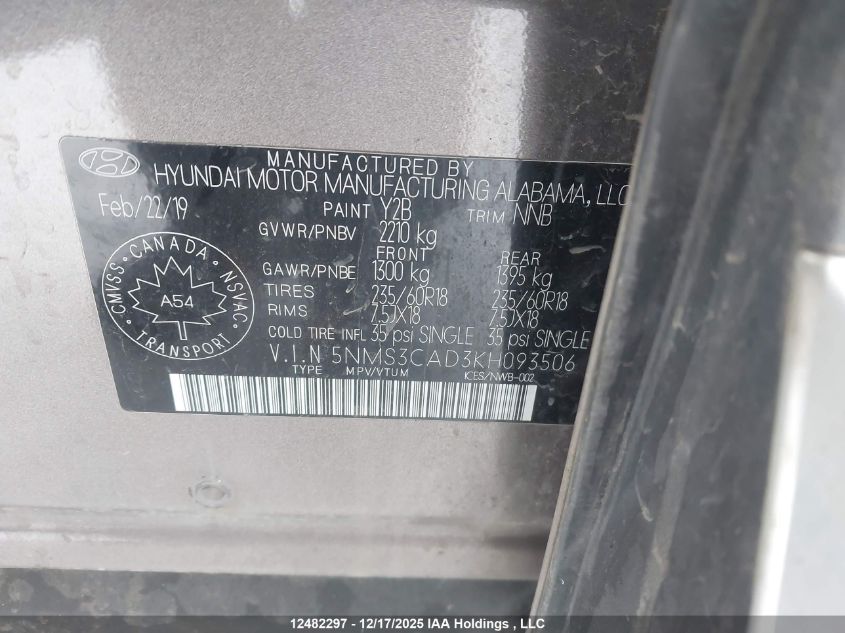 MANUFACTURED BY
HYUNDAI MOTOR MANUFACTURING ALABAMA, LLC
Feb/22/19 PAINT Y2B TRIM NNB
GVWR/PNBV 2210 kg
FRONT REAR
GAWR/PNBE 1300 kg 1395 kg
TIRES 235/60R18 235/60R18
RIMS 7.5JX18 7.5JX18
COLD TIRE INFL 35 psi SINGLE 35 psi SINGLE
V.I.N 5NMS3CAD3KH093506
TYPE MPV/VTUM ICES/NWB-002
CANADA
CMVSS NSVAC
A54
TRANSPORT
12482297 - 12/17/2025 IAA Holdings , LLC